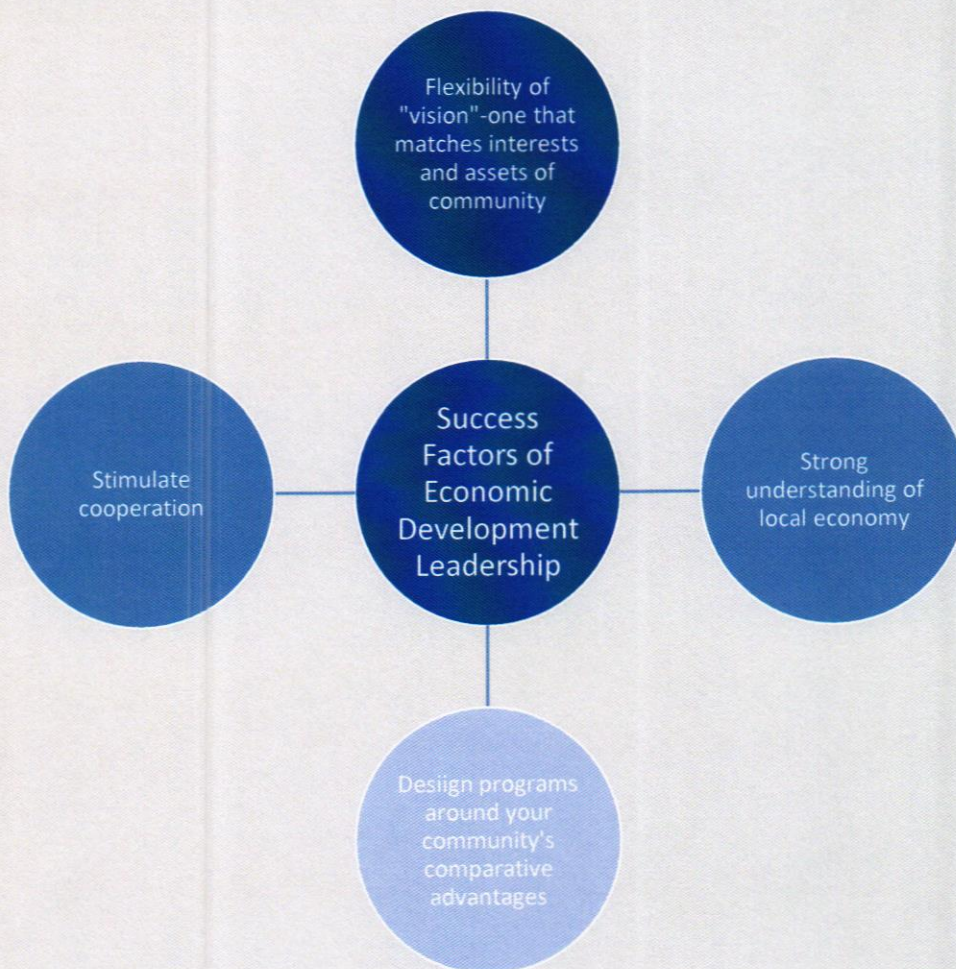 Flexibility of
"vision"-one that
matches interests
and assets of
community
Stimulate
cooperation
Success
Factors of
Economic
Development
Leadership
Strong
understanding of
local economy
Desiign programs
around your
community's
comparative
advantages